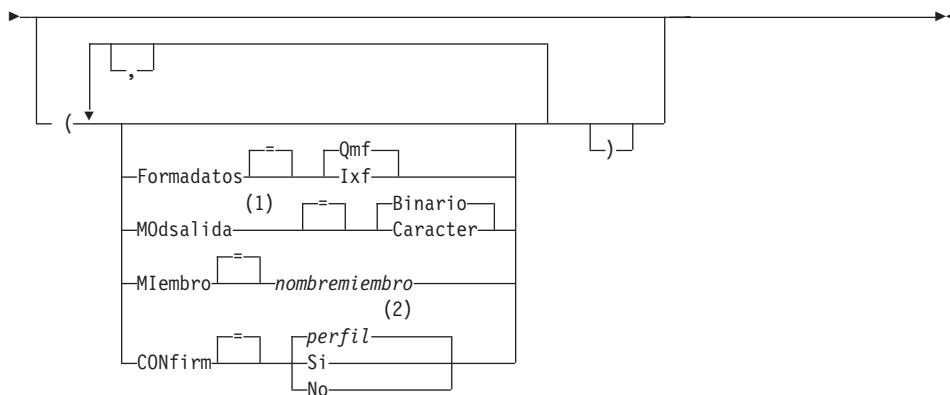 ,
(
)
= Qmf
Formadatos Ixf
(1)
= Binario
MOdsalida Caracter
=
MIembro nombremiembro
(2)
= perfil
CONfirm Si
No